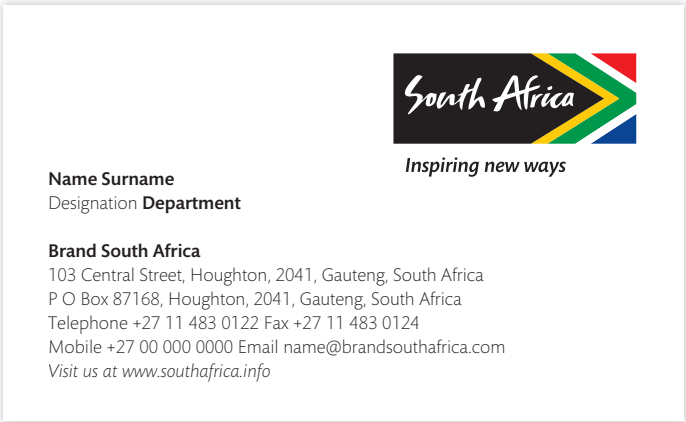 South Africa
Inspiring new ways
Name Surname
Designation Department
Brand South Africa
103 Central Street, Houghton, 2041, Gauteng, South Africa
P O Box 87168, Houghton, 2041, Gauteng, South Africa
Telephone +27 11 483 0122 Fax +27 11 483 0124
Mobile +27 00 000 0000 Email name@brandsouthafrica.com
Visit us at www.southafrica.info